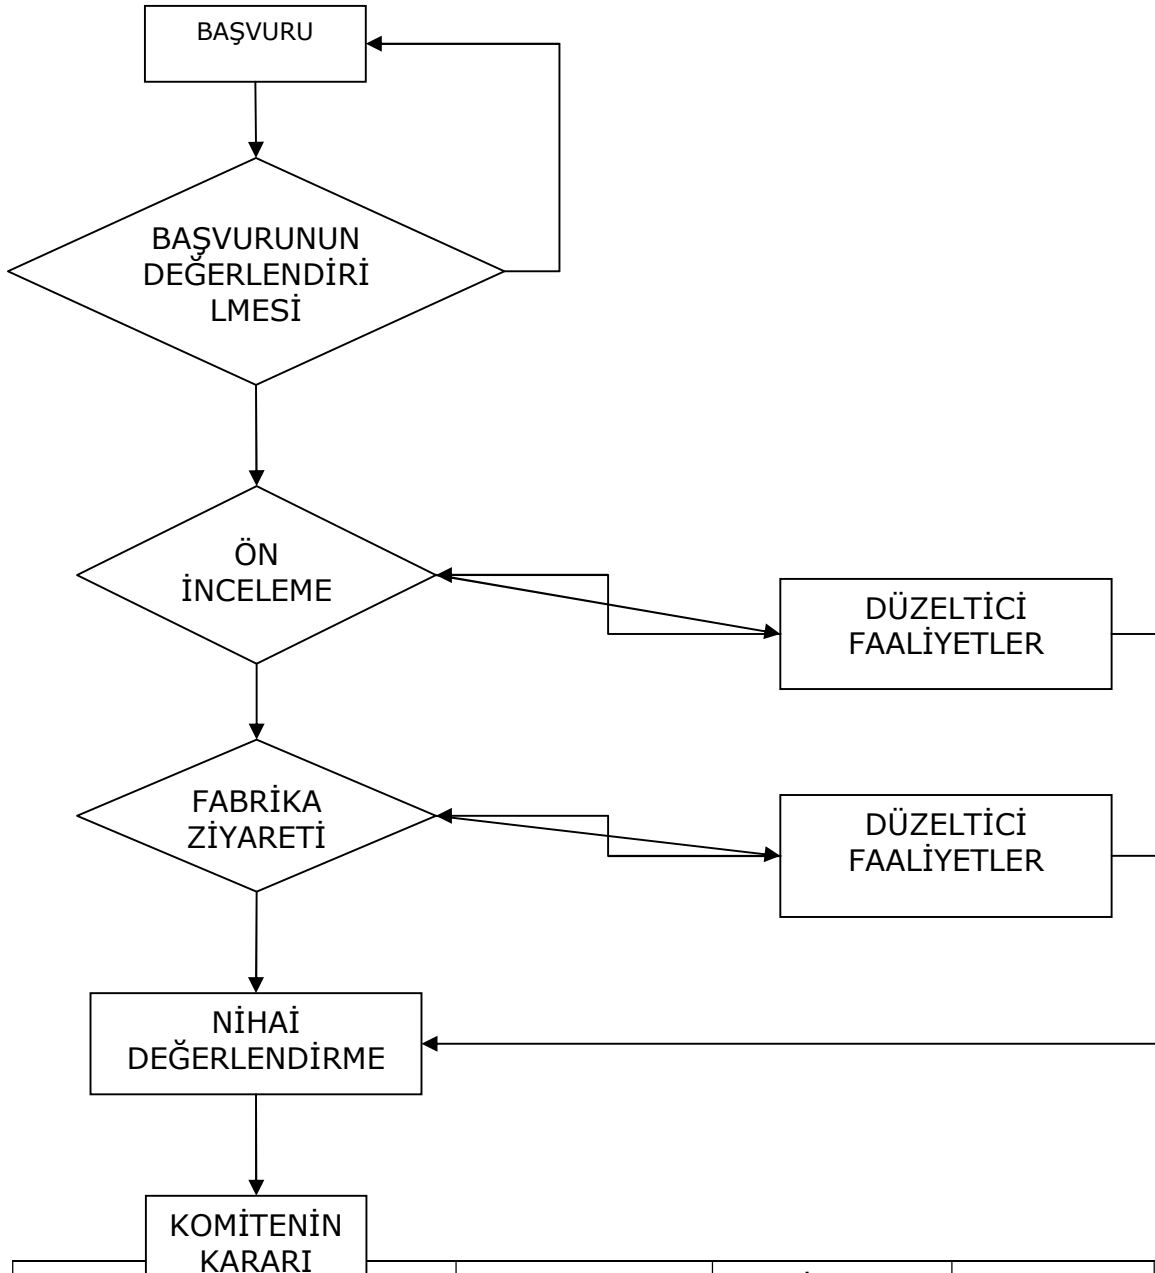 BAŞVURU
BAŞVURUNUN
DEĞERLENDİRİ
LMESİ
ÖN
İNCELEME
DÜZELTİCİ
FAALİYETLER
FABRİKA
ZİYARETİ
DÜZELTİCİ
FAALİYETLER
NİHAİ
DEĞERLENDİRME
KOMİTENİN
KARARI